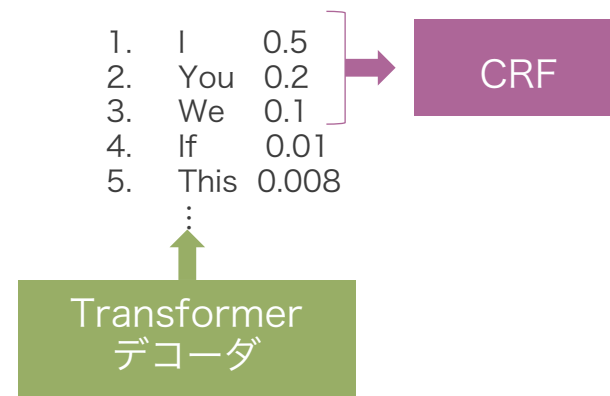 1. I 0.5
2. You 0.2
3. We 0.1
4. If 0.01
5. This 0.008
⋮
CRF
Transformer
デコーダ